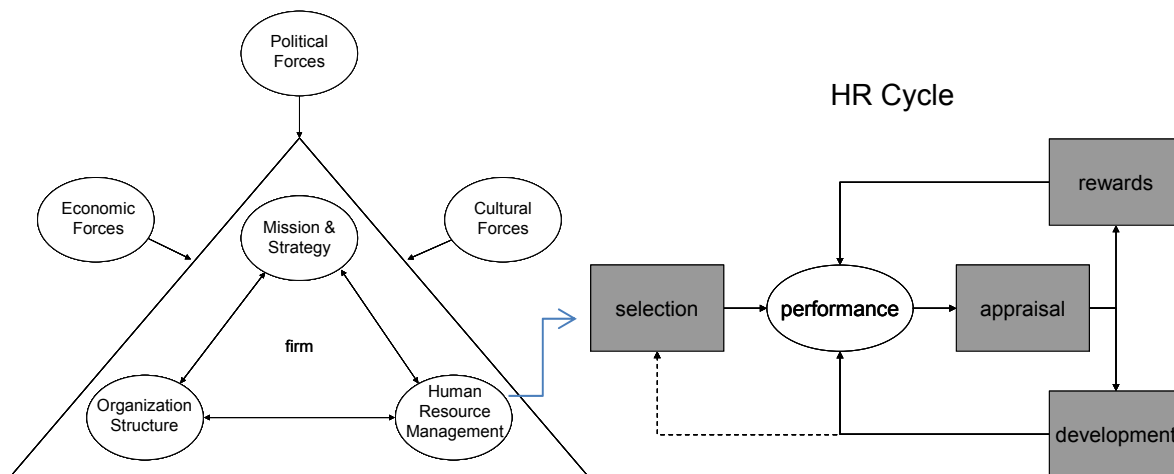 Political
Forces
HR Cycle
Economic
Forces
Cultural
Forces
Mission &
Strategy
firm
Organization
Structure
Human
Resource
Management
selection
performance
appraisal
rewards
development